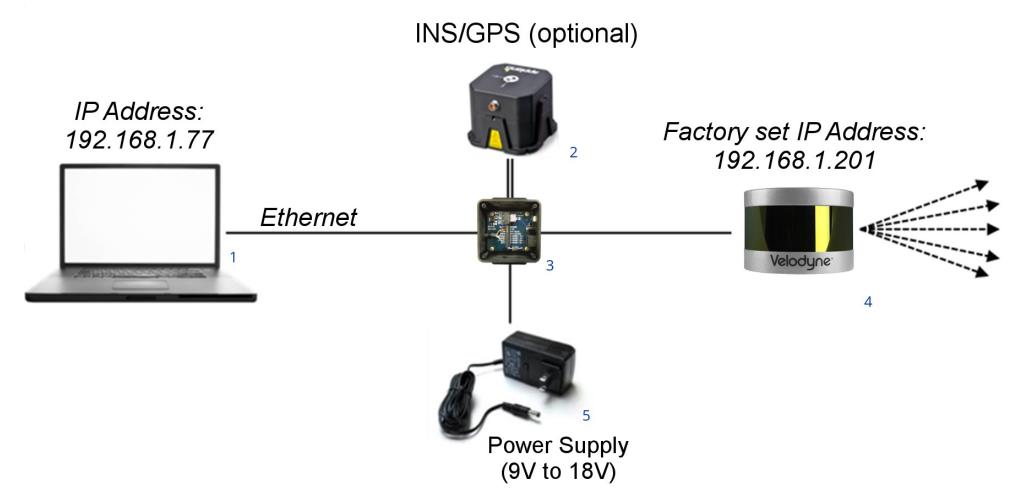 INS/GPS (optional)
IP Address:
192.168.1.77
2
Factory set IP Address:
192.168.1.201
Ethernet
1
3
Velodyne
4
5
Power Supply
(9V to 18V)